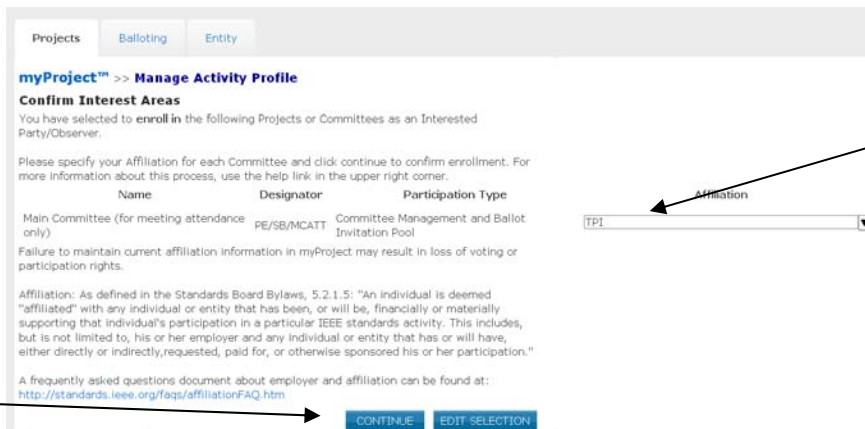 Projects Balloting Entity
myProject™ >> Manage Activity Profile
Confirm Interest Areas
You have selected to enroll in the following Projects or Committees as an Interested
Party/Observer.
Please specify your Affiliation for each Committee and click continue to confirm enrollment. For
more information about this process, use the help link in the upper right corner.
Name Designator Participation Type Affiliation
Main Committee (for meeting attendance
only) PE/SB/MCATT Committee Management and Ballot
Invitation Pool TPI
Failure to maintain current affiliation information in myProject may result in loss of voting or
participation rights.
Affiliation: As defined in the Standards Board Bylaws, 5.2.1.5: "An individual is deemed
"affiliated" with any individual or entity that has been, or will be, financially or materially
supporting that individual's participation in a particular IEEE standards activity. This includes,
but is not limited to, his or her employer and any individual or entity that has or will have,
either directly or indirectly,requested, paid for, or otherwise sponsored his or her participation."
A frequently asked questions document about employer and affiliation can be found at:
http://standards.ieee.org/faqs/affiliationFAQ.htm
CONTINUE EDIT SELECTION